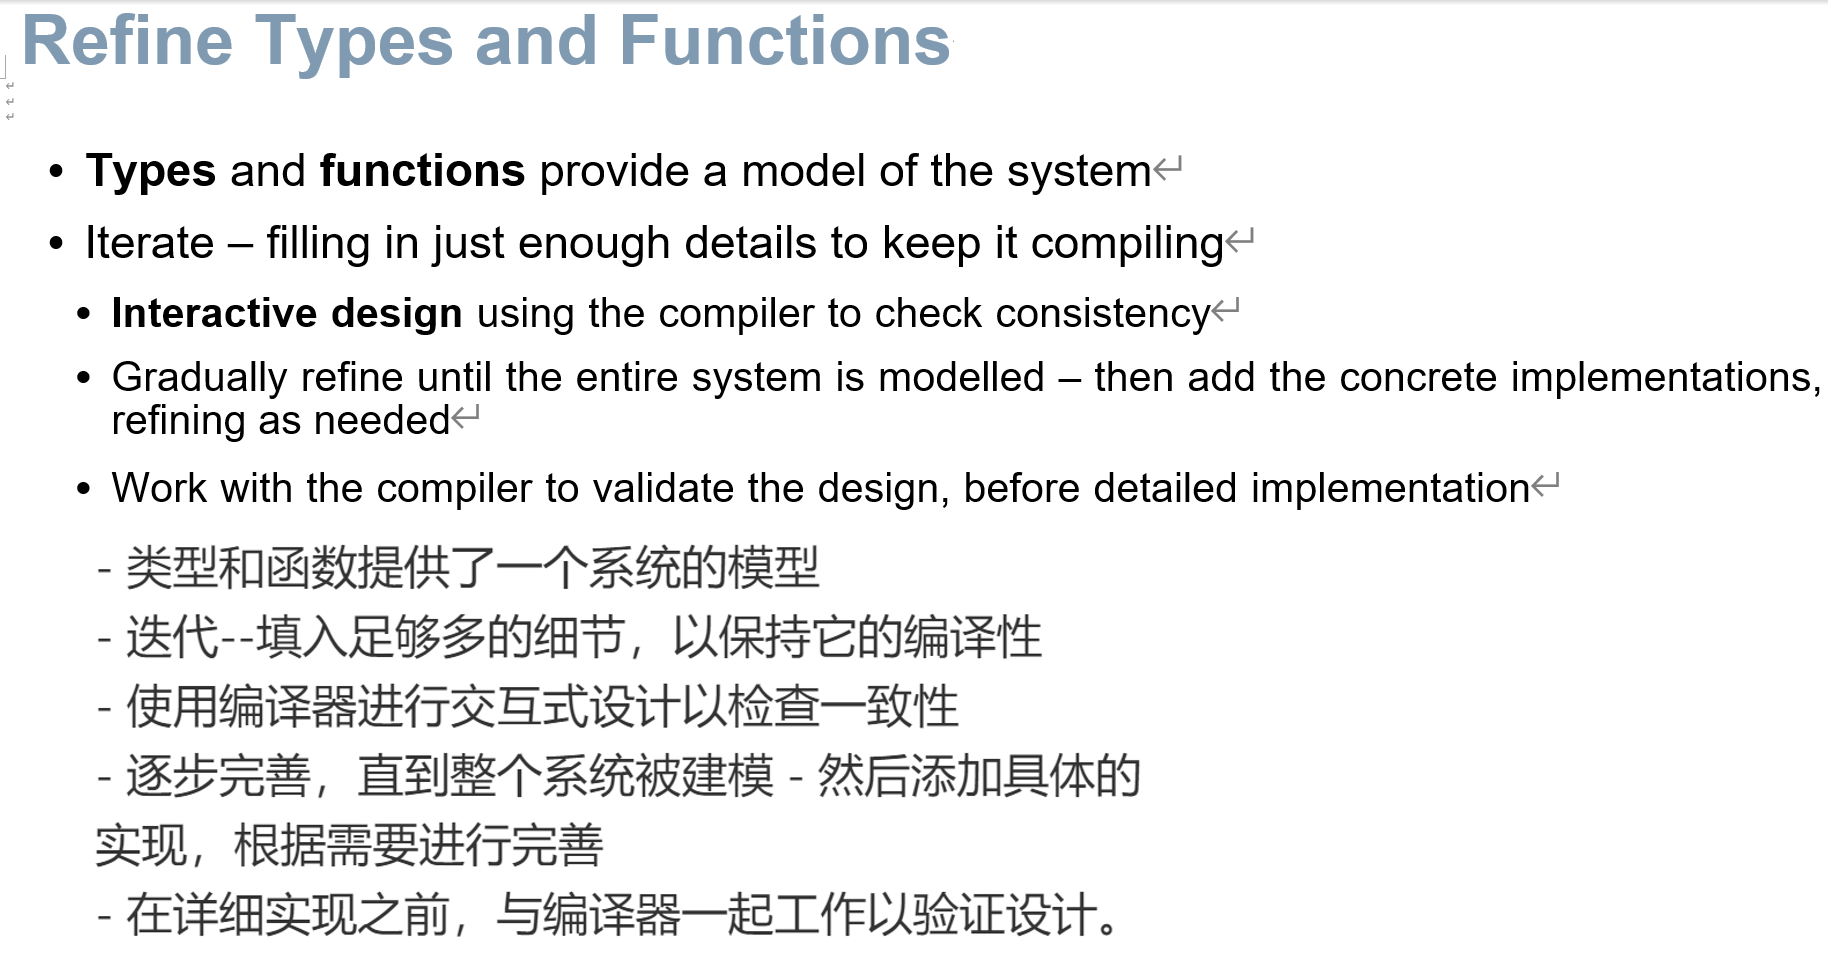 Refine Types and Functions
• Types and functions provide a model of the system↵
• Iterate – filling in just enough details to keep it compiling↵
• Interactive design using the compiler to check consistency↵
• Gradually refine until the entire system is modelled – then add the concrete implementations,
refining as needed↵
• Work with the compiler to validate the design, before detailed implementation↵
- 类型和函数提供了一个系统的模型
- 迭代--填入足够多的细节，以保持它的编译性
- 使用编译器进行交互式设计以检查一致性
- 逐步完善，直到整个系统被建模 - 然后添加具体的
实现，根据需要进行完善
- 在详细实现之前，与编译器一起工作以验证设计。